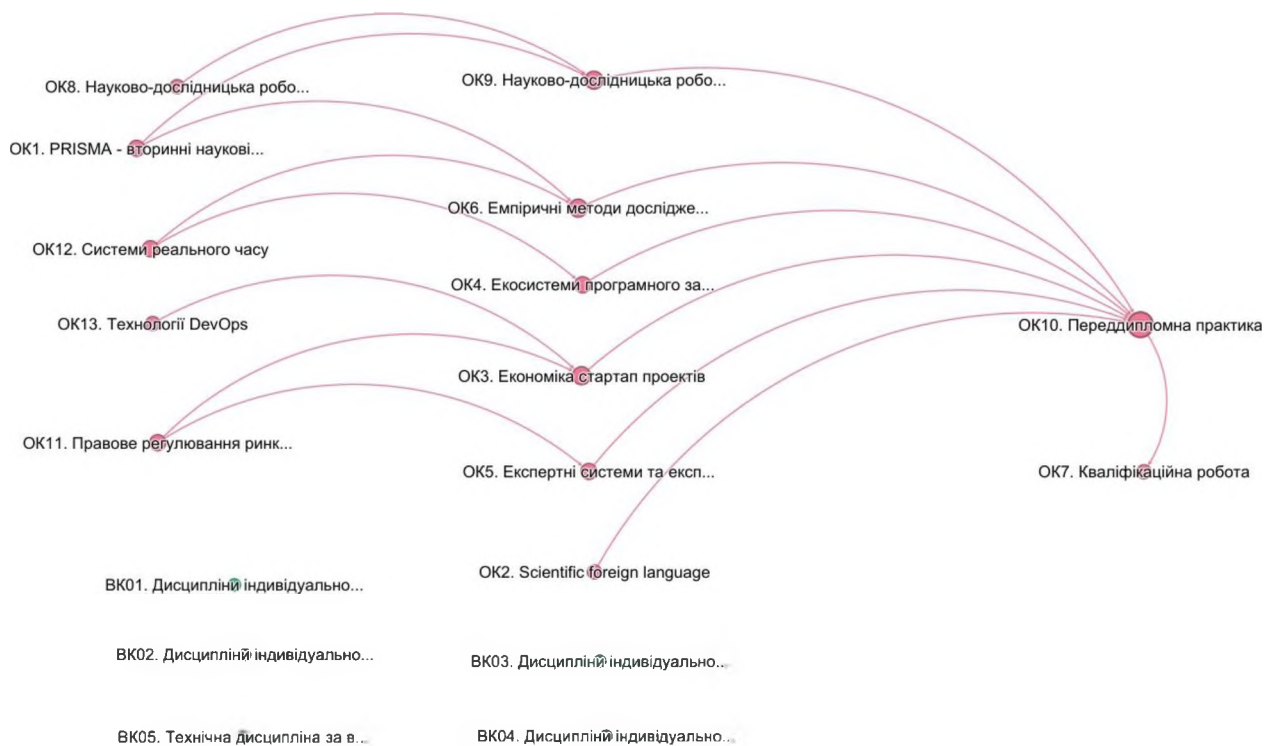 ОК8. Науково-дослідницька робо...
ОК9. Науково-дослідницька робо...
ОК1. PRISMA - вторинні наукові...
ОК6. Емпіричні методи дослідже...
ОК12. Системи реального часу
ОК4. Екосистеми програмного за...
ОК13. Технології DevOps
ОК10. Переддипломна практика
ОК3. Економіка стартап проектів
ОК11. Правове регулювання ринк...
ОК5. Експертні системи та експ...
ОК7. Кваліфікаційна робота
ОК2. Scientific foreign language
ВК01. Дисципліни індивідуально...
ВК02. Дисципліни індивідуально...
ВК03. Дисципліни індивідуально...
ВК05. Технічна дисципліна за в...
ВК04. Дисципліни індивідуально...